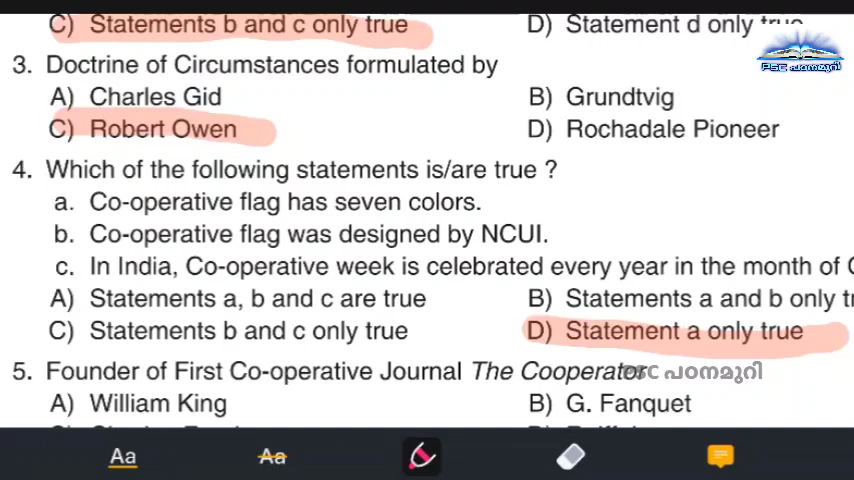 C) Statements b and c only true D) Statement d only true
3. Doctrine of Circumstances formulated by
PSC പഠനമുറി
A) Charles Gid B) Grundtvig
C) Robert Owen D) Rochadale Pioneer
4. Which of the following statements is/are true ?
a. Co-operative flag has seven colors.
b. Co-operative flag was designed by NCUI.
c. In India, Co-operative week is celebrated every year in the month of
A) Statements a, b and c are true B) Statements a and b only
C) Statements b and c only true D) Statement a only true
5. Founder of First Co-operative Journal The Cooperator
PSC പഠനമുറി
A) William King B) G. Fanquet
Aa Aa